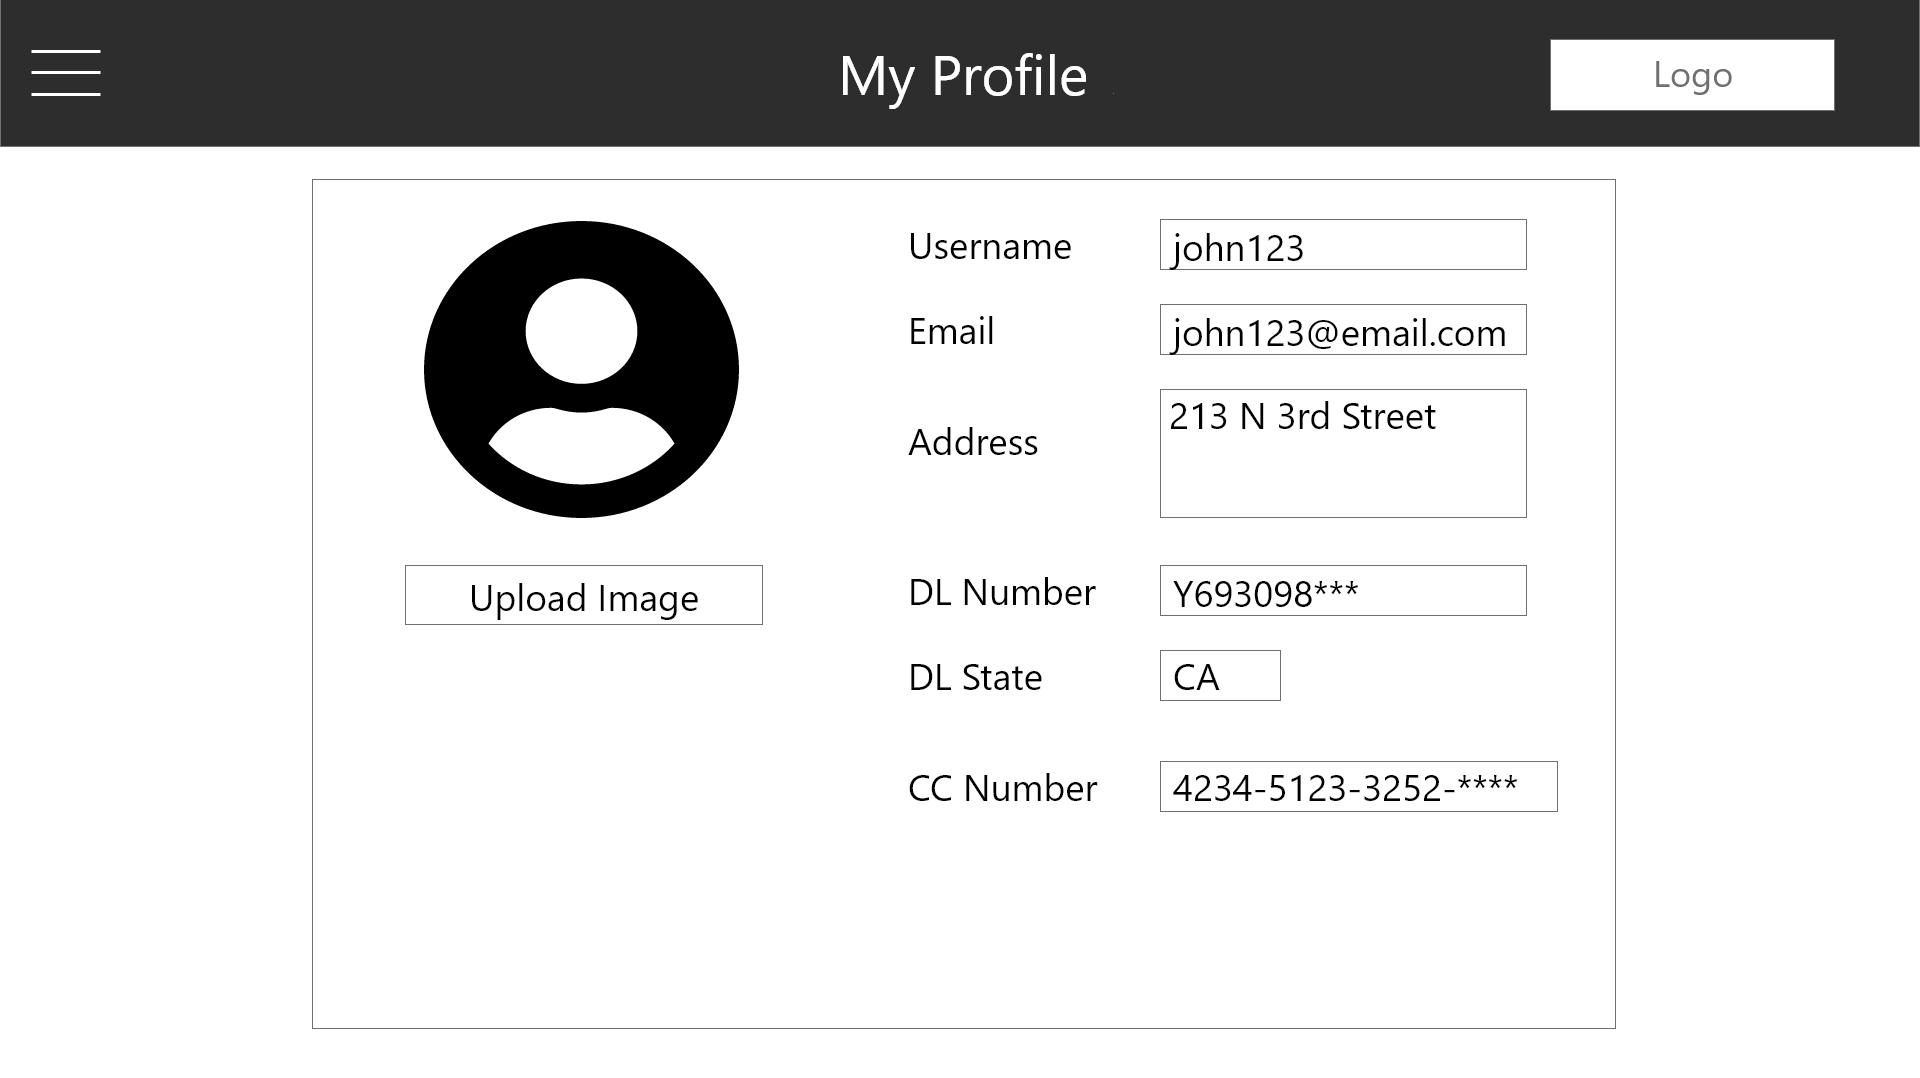 My Profile
Logo
Username
john123
Email
john123@email.com
Address
213 N 3rd Street
Upload Image
DL Number
Y693098***
DL State
CA
CC Number
4234-5123-3252-****